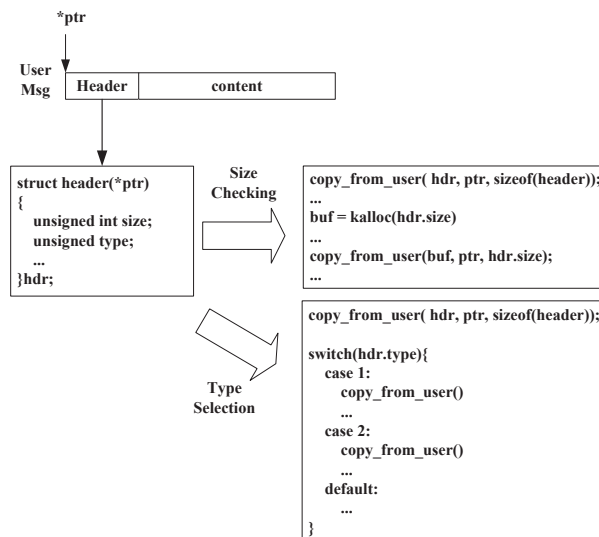 *ptr
User
Msg
Header
content
struct header(*ptr)
{
unsigned int size;
unsigned type;
...
}hdr;
Size
Checking
copy_from_user( hdr, ptr, sizeof(header));
...
buf = kalloc(hdr.size)
...
copy_from_user(buf, ptr, hdr.size);
...
Type
Selection
copy_from_user( hdr, ptr, sizeof(header));
switch(hdr.type){
case 1:
copy_from_user()
...
case 2:
copy_from_user()
...
default:
...
}